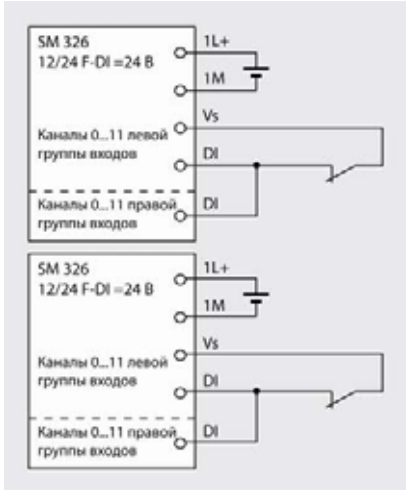 SM 326
12/24 F-DI =24 В
1L+
1M
Vs
Каналы 0...11 левой
группы входов
DI
Каналы 0...11 правой
группы входов
DI
SM 326
12/24 F-DI =24 В
1L+
1M
Vs
Каналы 0...11 левой
группы входов
DI
Каналы 0...11 правой
группы входов
DI